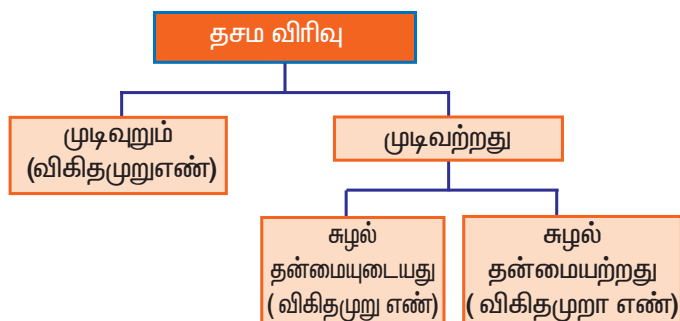 தசம விரிவு
முடிவுறும்
(விகிதமுறுஎண்)
முடிவற்றது
சுழல்
தன்மையுடையது
( விகிதமுறு எண் )
சுழல்
தன்மையற்றது
( விகிதமுறா எண் )